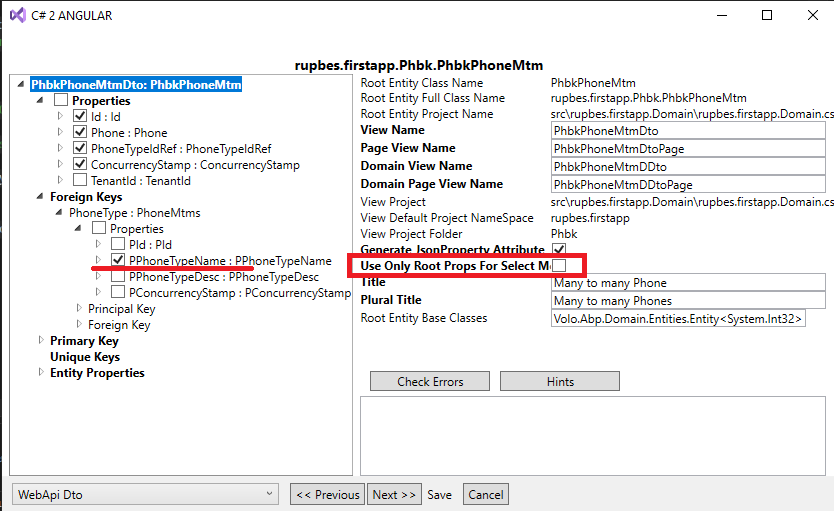 C# 2 ANGULAR
rupbes.firstapp.Phbk.PhbkPhoneMtm
PhbkPhoneMtmDto: PhbkPhoneMtm
Properties
Id : Id
Phone : Phone
PhoneTypeIdRef : PhoneTypeIdRef
ConcurrencyStamp : ConcurrencyStamp
TenantId : TenantId
Foreign Keys
PhoneType : PhoneMtms
Properties
PId : PId
PPhoneTypeName : PPhoneTypeName
PPhoneTypeDesc : PPhoneTypeDesc
PConcurrencyStamp : PConcurrencyStamp
Principal Key
Foreign Key
Primary Key
Unique Keys
Entity Properties
Root Entity Class Name PhbkPhoneMtm
Root Entity Full Class Name rupbes.firstapp.Phbk.PhbkPhoneMtm
Root Entity Project Name src\rupbes.firstapp.Domain\rupbes.firstapp.Domain.cs
View Name PhbkPhoneMtmDto
Page View Name PhbkPhoneMtmDtoPage
Domain View Name PhbkPhoneMtmDDto
Domain Page View Name PhbkPhoneMtmDDtoPage
View Project src\rupbes.firstapp.Domain\rupbes.firstapp.Domain.cs
View Default Project NameSpace rupbes.firstapp
View Project Folder Phbk
Generate JsonProperty Attribute
Use Only Root Props For Select M
Title Many to many Phone
Plural Title Many to many Phones
Root Entity Base Classes Volo.Abp.Domain.Entities.Entity<System.Int32>
Check Errors Hints
WebApi Dto << Previous Next >> Save Cancel